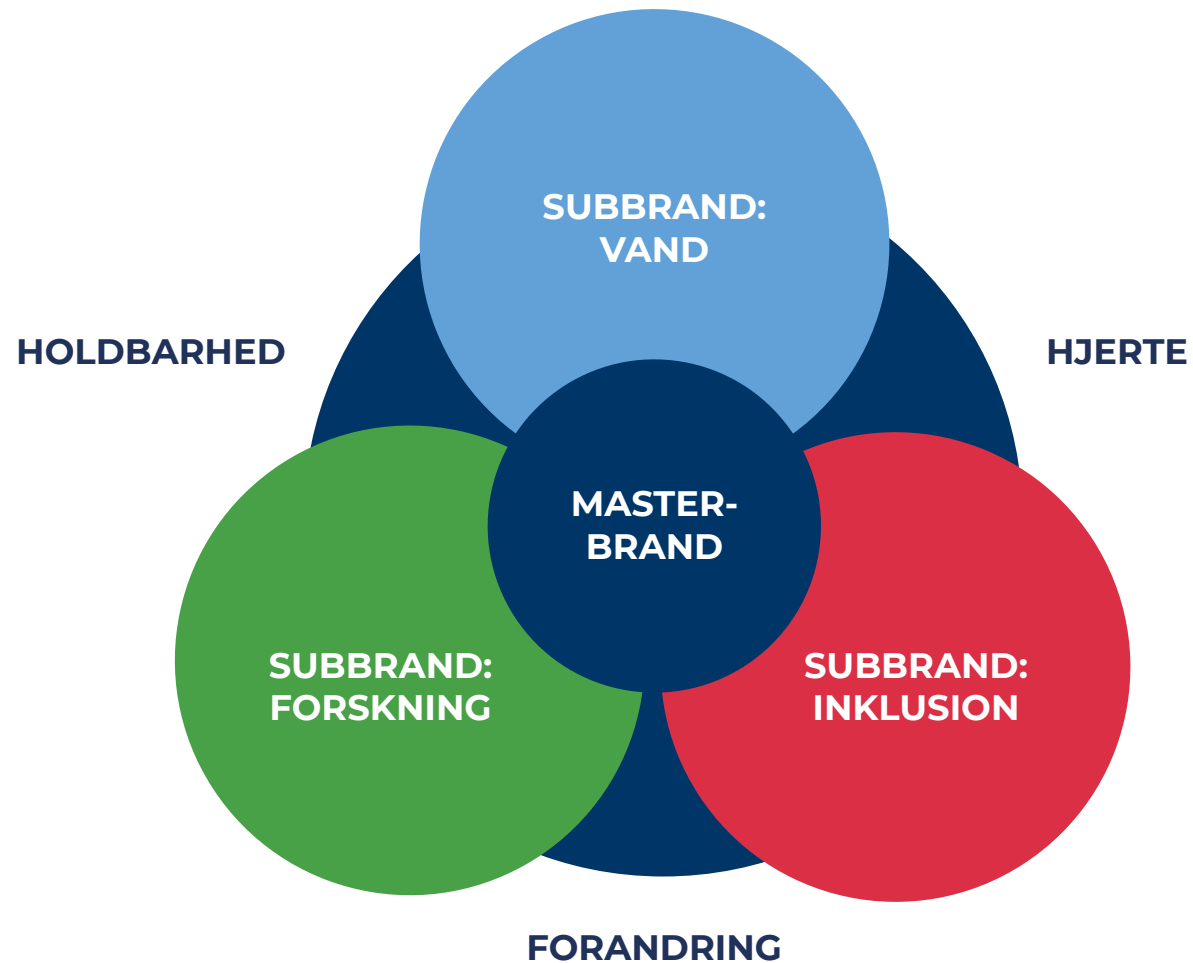 SUBBRAND:
VAND
HOLDBARHED
HJERTE
MASTER-
BRAND
SUBBRAND:
FORSKNING
SUBBRAND:
INKLUSION
FORANDRING